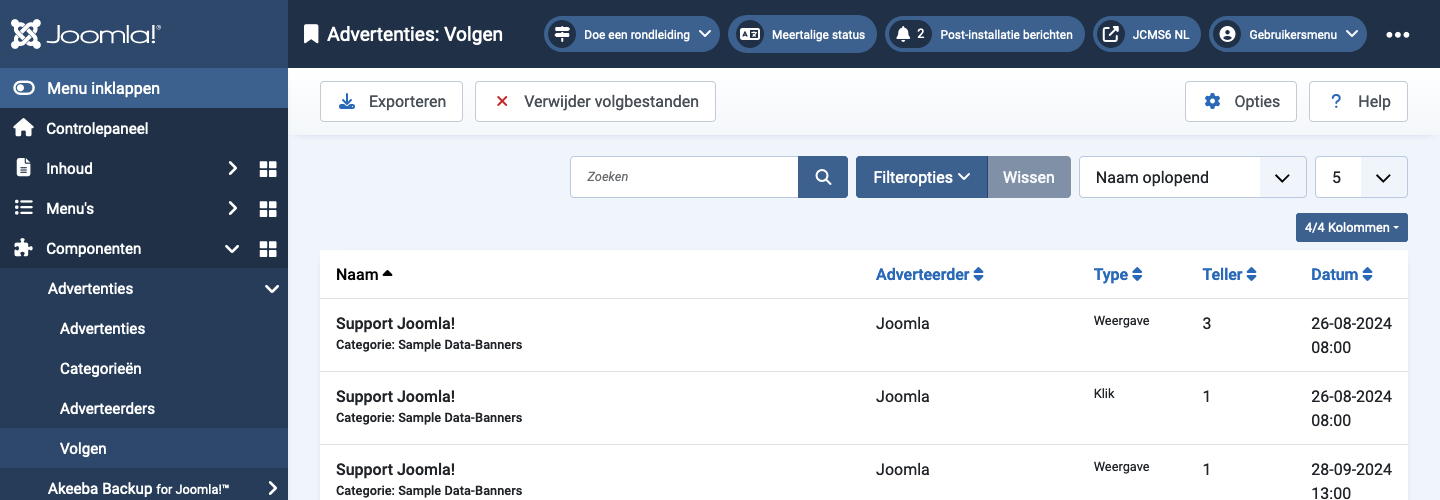 Joomla!®
Advertenties: Volgen
Doe een rondleiding
Meertalige status
2 Post-installatie berichten
JCMS6 NL
Gebruikersmenu
Menu inklappen
Controlepaneel
Inhoud
Menu's
Componenten
Advertenties
Advertenties
Categorieën
Adverteerders
Volgen
Akeeba Backup for Joomla!™
Exporteren
Verwijder volgbestanden
Opties
? Help
Zoeken
Filteropties
Wissen
Naam oplopend
5
4/4 Kolommen
Naam Adverteerder Type Teller Datum
Support Joomla! Joomla Weergave 3 26-08-2024
Categorie: Sample Data-Banners 08:00
Support Joomla! Joomla Klik 1 26-08-2024
Categorie: Sample Data-Banners 08:00
Support Joomla! Joomla Weergave 1 28-09-2024
Categorie: Sample Data-Banners 13:00